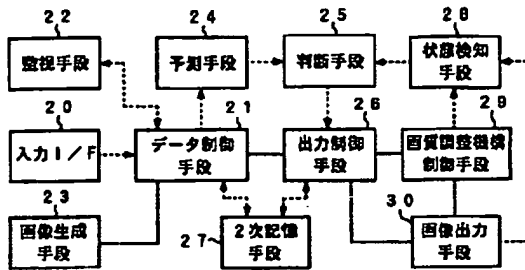 22
24
25
28
監視手段
予測手段
判断手段
状態検知
手段
20
21
26
29
入力I/F
データ制御
手段
出力制御
手段
画質調整機構
制御手段
23
30
画像生成
手段
27
2次記憶
手段
画像出力
手段